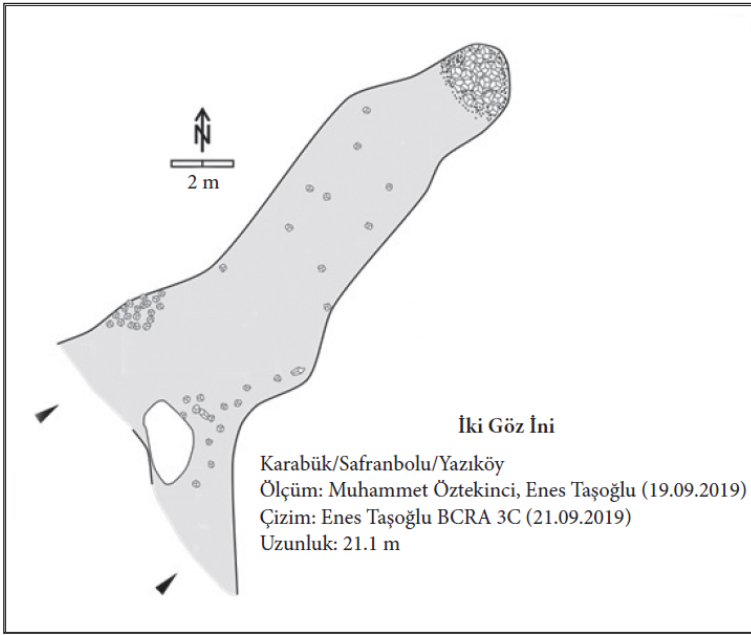 N
2 m
İki Göz İni
Karabük/Safranbolu/Yazıköy
Ölçüm: Muhammet Öztekinci, Enes Taşoğlu (19.09.2019)
Çizim: Enes Taşoğlu BCRA 3C (21.09.2019)
Uzunluk: 21.1 m